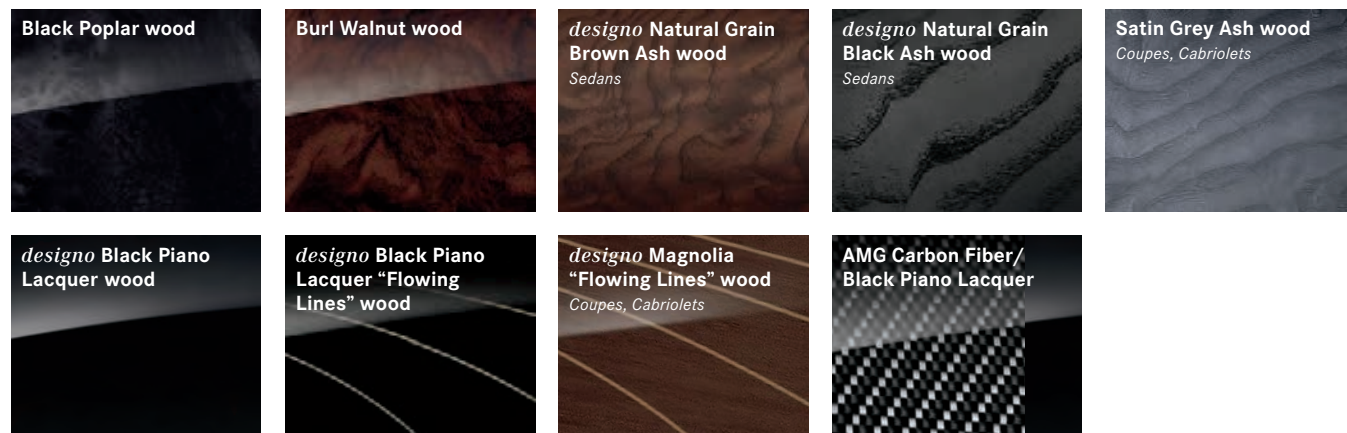 Black Poplar wood
Burl Walnut wood
designo Natural Grain
Brown Ash wood
Sedans
designo Natural Grain
Black Ash wood
Sedans
Satin Grey Ash wood
Coupes, Cabriolets
designo Black Piano
Lacquer wood
designo Black Piano
Lacquer “Flowing
Lines” wood
designo Magnolia
“Flowing Lines” wood
Coupes, Cabriolets
AMG Carbon Fiber/
Black Piano Lacquer